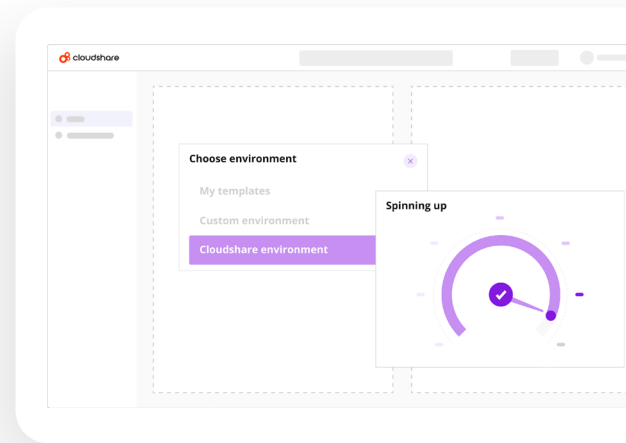 cloudshare
Choose environment
My templates
Custom environment
Cloudshare environment
Spinning up